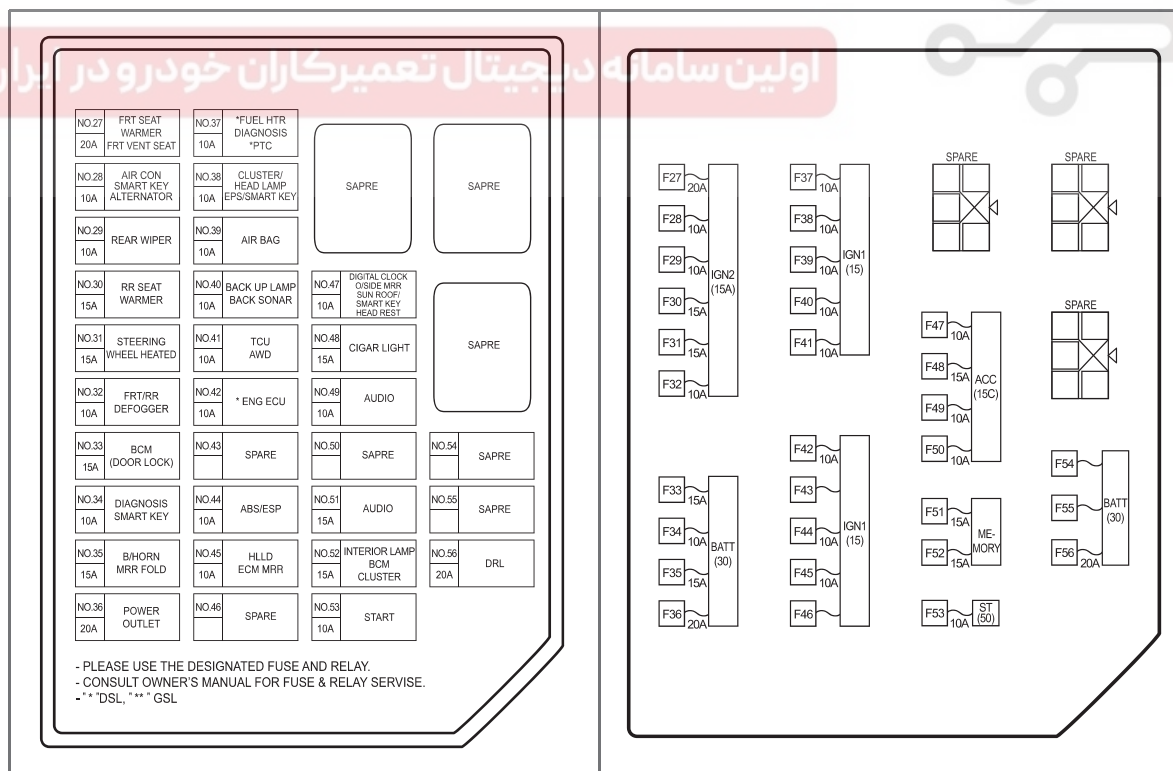 اولین سامانه دیجیتال تعمیرکاران خودرو در ایران
NO.27 20A FRT SEAT
WARMER
FRT VENT SEAT
NO.37 10A *FUEL HTR
DIAGNOSIS
*PTC
SAPRE
SAPRE
NO.28 10A AIR CON
SMART KEY
ALTERNATOR
NO.38 10A CLUSTER/
HEAD LAMP
EPS/SMART KEY
NO.29 10A REAR WIPER
NO.39 10A AIR BAG
NO.30 15A RR SEAT
WARMER
NO.40 10A BACK UP LAMP
BACK SONAR
NO.47 10A DIGITAL CLOCK
O/SIDE MRR
SUN ROOF/
SMART KEY
HEAD REST
SAPRE
NO.31 15A STEERING
WHEEL HEATED
NO.41 10A TCU
AWD
NO.48 15A CIGAR LIGHT
NO.32 10A FRT/RR
DEFOGGER
NO.42 10A * ENG ECU
NO.49 10A AUDIO
NO.33 15A BCM
(DOOR LOCK)
NO.43 SPARE
NO.50 SAPRE
NO.54 SAPRE
NO.34 10A DIAGNOSIS
SMART KEY
NO.44 10A ABS/ESP
NO.51 15A AUDIO
NO.55 SAPRE
NO.35 15A B/HORN
MRR FOLD
NO.45 10A HLLD
ECM MRR
NO.52 15A INTERIOR LAMP
BCM
CLUSTER
NO.56 20A DRL
NO.36 20A POWER
OUTLET
NO.46 SPARE
NO.53 10A START
- PLEASE USE THE DESIGNATED FUSE AND RELAY.
- CONSULT OWNER'S MANUAL FOR FUSE & RELAY SERVISE.
- " * "DSL, " ** " GSL
F27 20A
F28 10A
F29 10A
F30 15A
F31 15A
F32 10A
IGN2
(15A)
F37 10A
F38 10A
F39 10A
F40 10A
F41 10A
IGN1
(15)
SPARE
SPARE
SPARE
F47 10A
F48 15A
F49 10A
F50 10A
ACC
(15C)
F33 15A
F34 10A
F35 15A
F36 20A
BATT
(30)
F42 10A
F43
F44 10A
F45 10A
F46
IGN1
(15)
F51 15A
F52 15A
ME-
MORY
F53 10A
ST
(50)
F54
F55
F56 20A
BATT
(30)